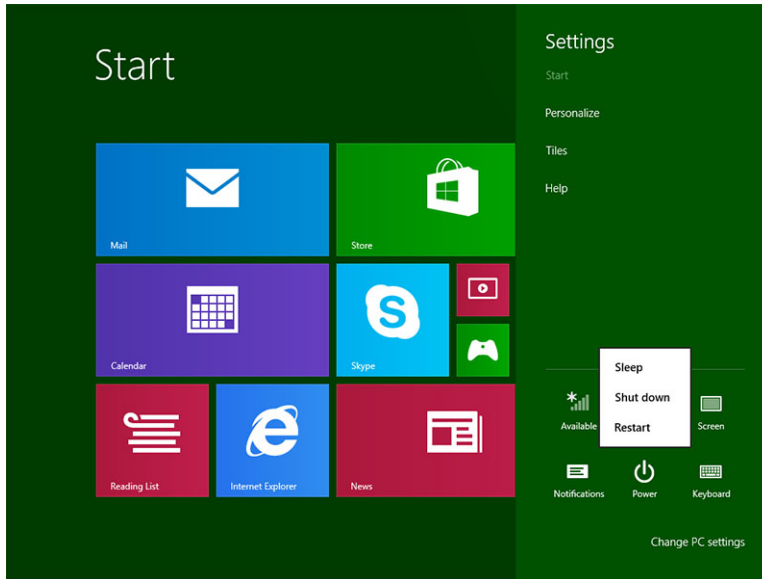 Start
Mail
Store
Calendar
Skype
Reading List
Internet Explorer
News
Settings
Start
Personalize
Tiles
Help
Sleep
Shut down
Restart
Available
Screen
Notifications
Power
Keyboard
Change PC settings